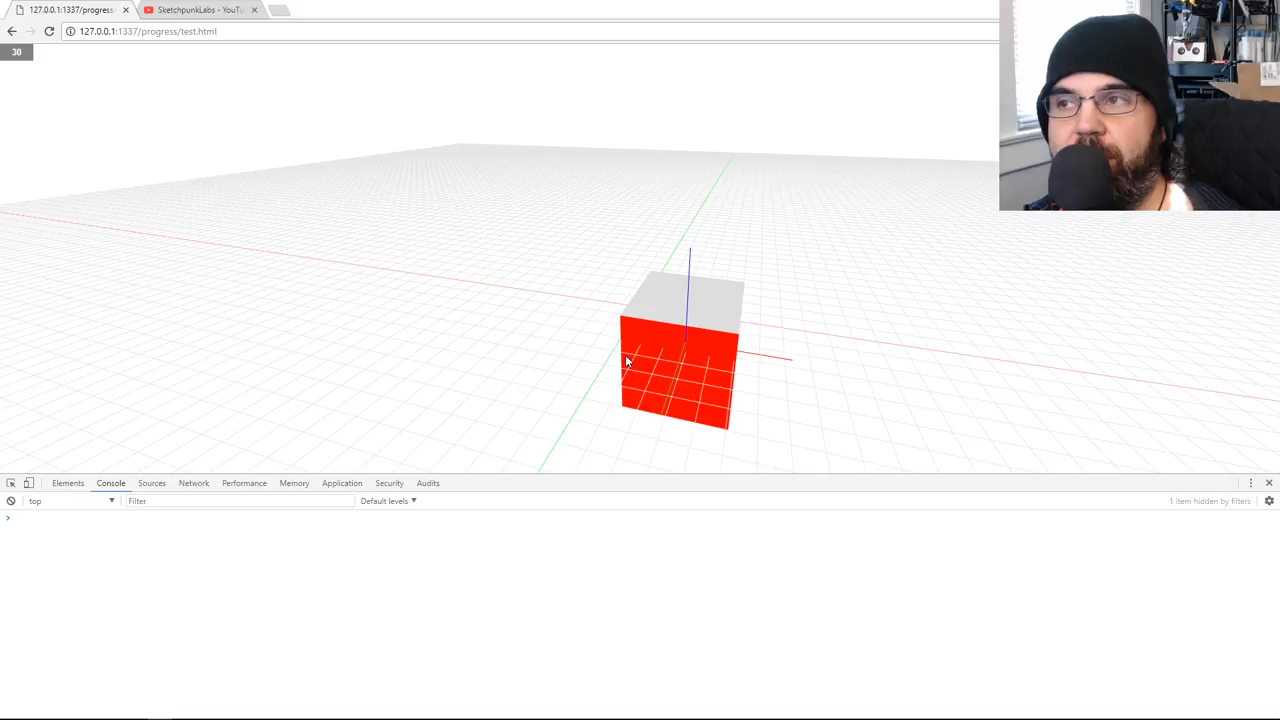 127.0.0.1:1337/progress
SketchpunkLabs - YouTu
127.0.0.1:1337/progress/test.html
30
Elements Console Sources Network Performance Memory Application Security Audits
top Filter Default levels 1 item hidden by filters